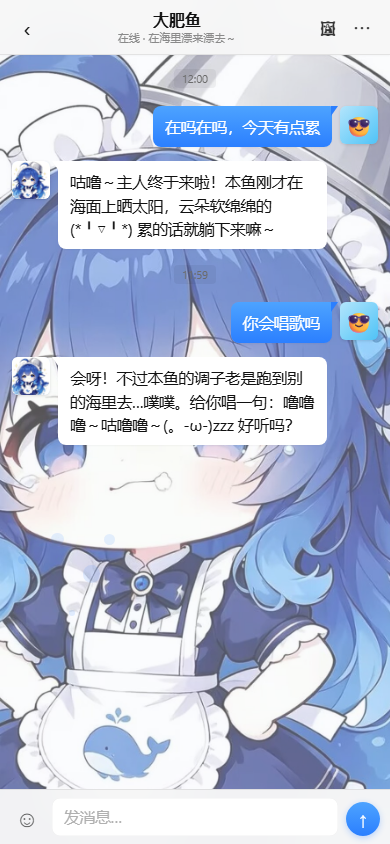 大肥鱼
在线 · 在海里漂来漂去～
12:00
在吗在吗，今天有点累
咕噜～主人终于来啦！本鱼刚才在
海面上晒太阳，云朵软绵绵的
(*╹▽╹*) 累的话就躺下来嘛～
你会唱歌吗
会呀！不过本鱼的调子老是跑到别
的海里去…噗噗。给你唱一句：噜噜
噜～咕噜噜～(。-ω-)zzz 好听吗？
发消息...